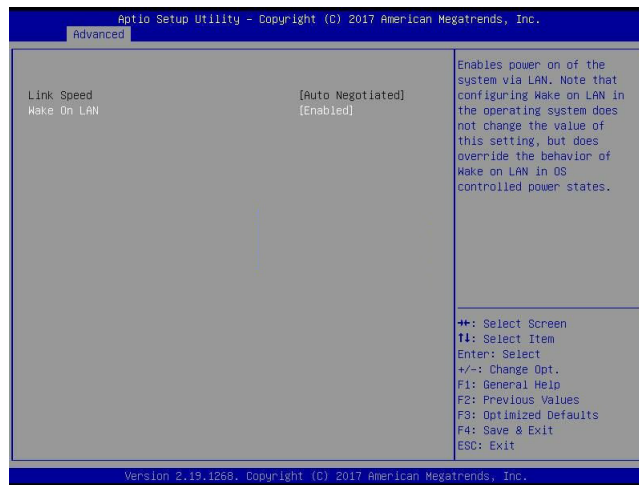 Aptio Setup Utility – Copyright (C) 2017 American Megatrends, Inc.
Advanced
Link Speed [Auto Negotiated]
Wake On LAN [Enabled]
Enables power on of the
system via LAN. Note that
configuring Wake on LAN in
the operating system does
not change the value of
this setting, but does
override the behavior of
Wake on LAN in OS
controlled power states.
→←: Select Screen
↑↓: Select Item
Enter: Select
+/-: Change Opt.
F1: General Help
F2: Previous Values
F3: Optimized Defaults
F4: Save & Exit
ESC: Exit
Version 2.19.1268. Copyright (C) 2017 American Megatrends, Inc.